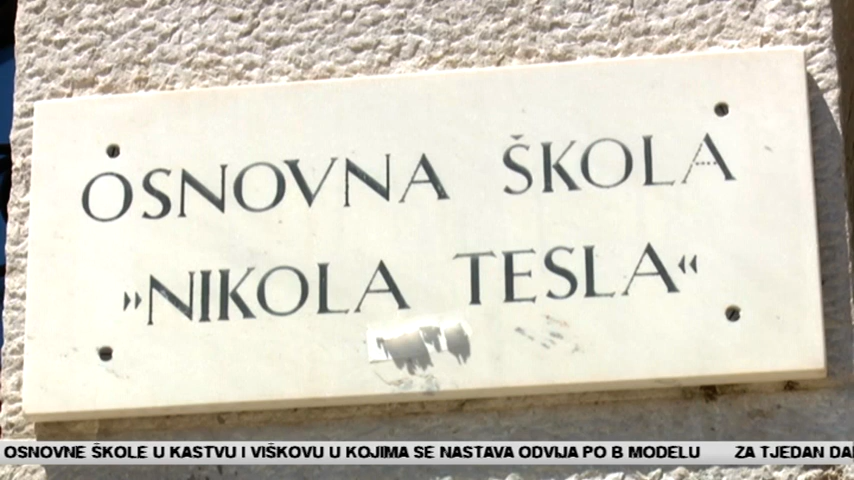 OSNOVNA ŠKOLA
»NIKOLA TESLA«
OSNOVNE ŠKOLE U KASTVU I VIŠKOVU U KOJIMA SE NASTAVA ODVIJA PO B MODELU ZA TJEDAN